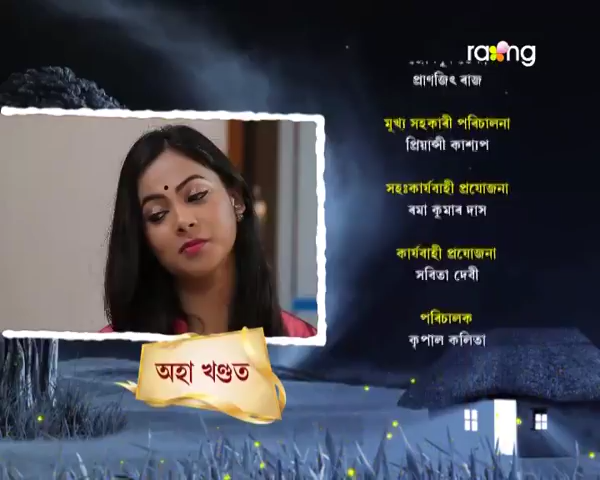 rang
প্ৰাণজিৎ ৰাজ
মূখ্য সহকাৰী পৰিচালনা
প্ৰিয়াক্ষী কাশ্যপ
সহঃকাৰ্যবাহী প্ৰযোজনা
ৰমা কুমাৰ দাস
কাৰ্যবাহী প্ৰযোজনা
সবিতা দেবী
পৰিচালক
কৃপাল কলিতা
অহা খণ্ডত